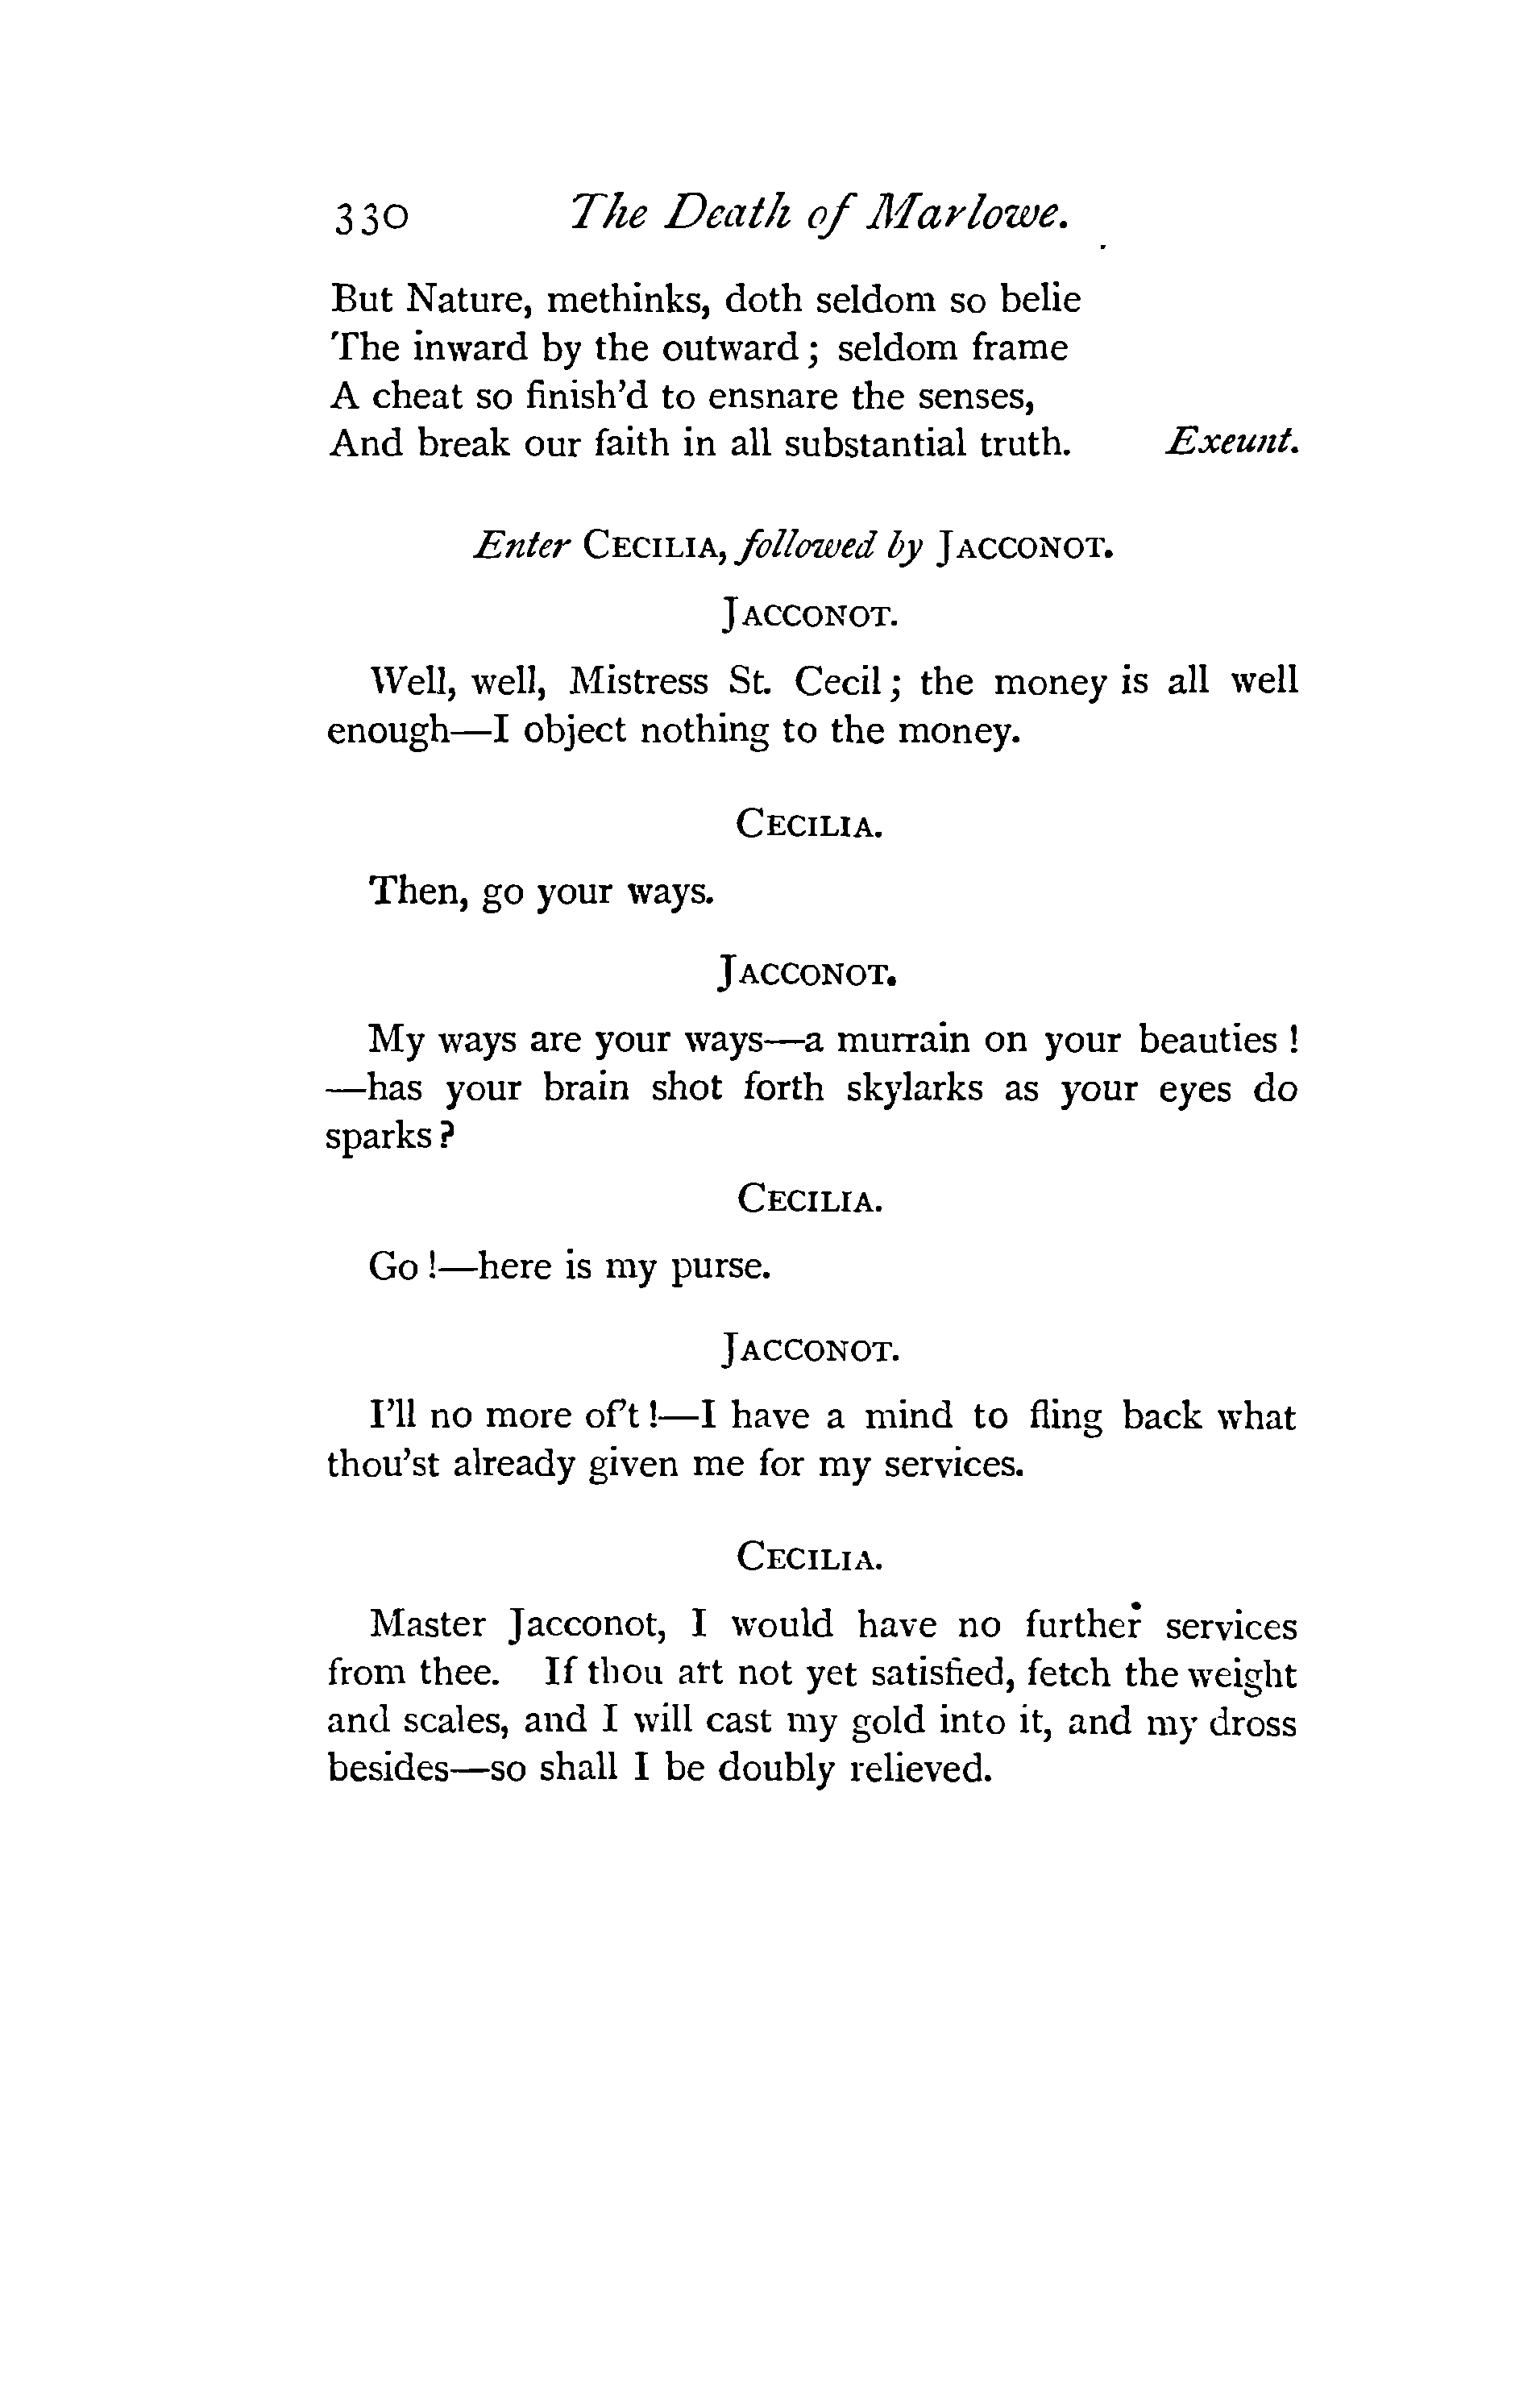 330 The Death of Marlowe.
But Nature, methinks, doth seldom so belie
The inward by the outward; seldom frame
A cheat so finish'd to ensnare the senses,
And break our faith in all substantial truth. Exeunt.
Enter CECILIA, followed by JACCONOT.
JACCONOT.
Well, well, Mistress St. Cecil; the money is all well
enough—I object nothing to the money.
CECILIA.
Then, go your ways.
JACCONOT.
My ways are your ways—a murrain on your beauties!
—has your brain shot forth skylarks as your eyes do
sparks?
CECILIA.
Go!—here is my purse.
JACCONOT.
I'll no more of't!—I have a mind to fling back what
thou'st already given me for my services.
CECILIA.
Master Jacconot, I would have no further services
from thee. If thou art not yet satisfied, fetch the weight
and scales, and I will cast my gold into it, and my dross
besides—so shall I be doubly relieved.